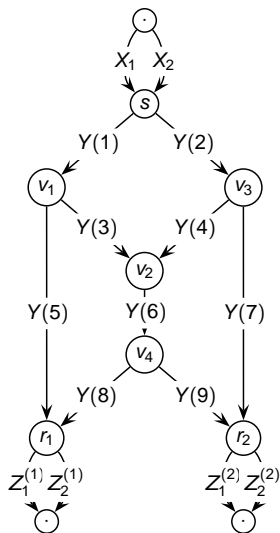 ·
X₁ X₂
s
Y(1) Y(2)
v₁ v₃
Y(3) Y(4)
v₂
Y(5) Y(6) Y(7)
v₄
Y(8) Y(9)
r₁ r₂
Z₁⁽¹⁾ Z₂⁽¹⁾ Z₁⁽²⁾ Z₂⁽²⁾
· ·